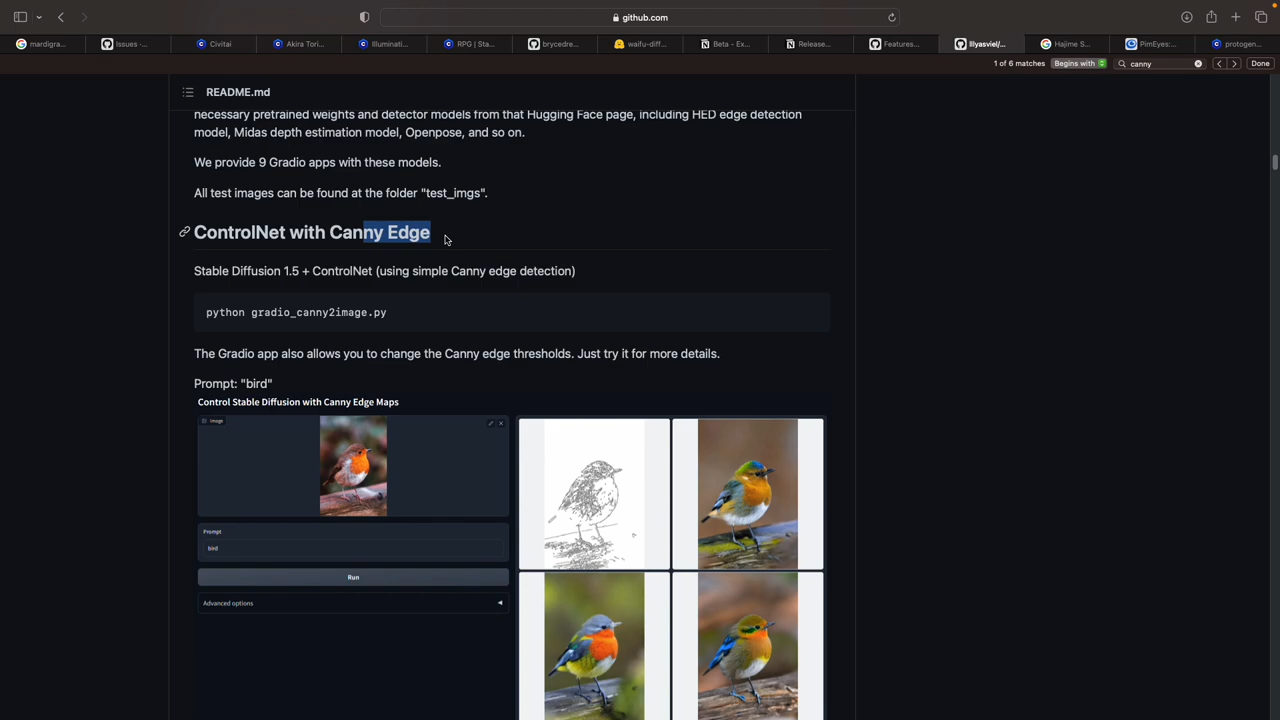 github.com
mardigra...
Issues ·...
Civitai
Akira Tori...
Illuminati...
RPG | Sta...
brycedre...
waifu-diff...
Beta - Ex...
Release...
Features...
lllyasviel/...
Hajime S...
PimEyes:...
protogen...
1 of 6 matches
Begins with
canny
Done
README.md
necessary pretrained weights and detector models from that Hugging Face page, including HED edge detection
model, Midas depth estimation model, Openpose, and so on.
We provide 9 Gradio apps with these models.
All test images can be found at the folder "test_imgs".
ControlNet with Canny Edge
Stable Diffusion 1.5 + ControlNet (using simple Canny edge detection)
python gradio_canny2image.py
The Gradio app also allows you to change the Canny edge thresholds. Just try it for more details.
Prompt: "bird"
Control Stable Diffusion with Canny Edge Maps
Image
Prompt
bird
Run
Advanced options